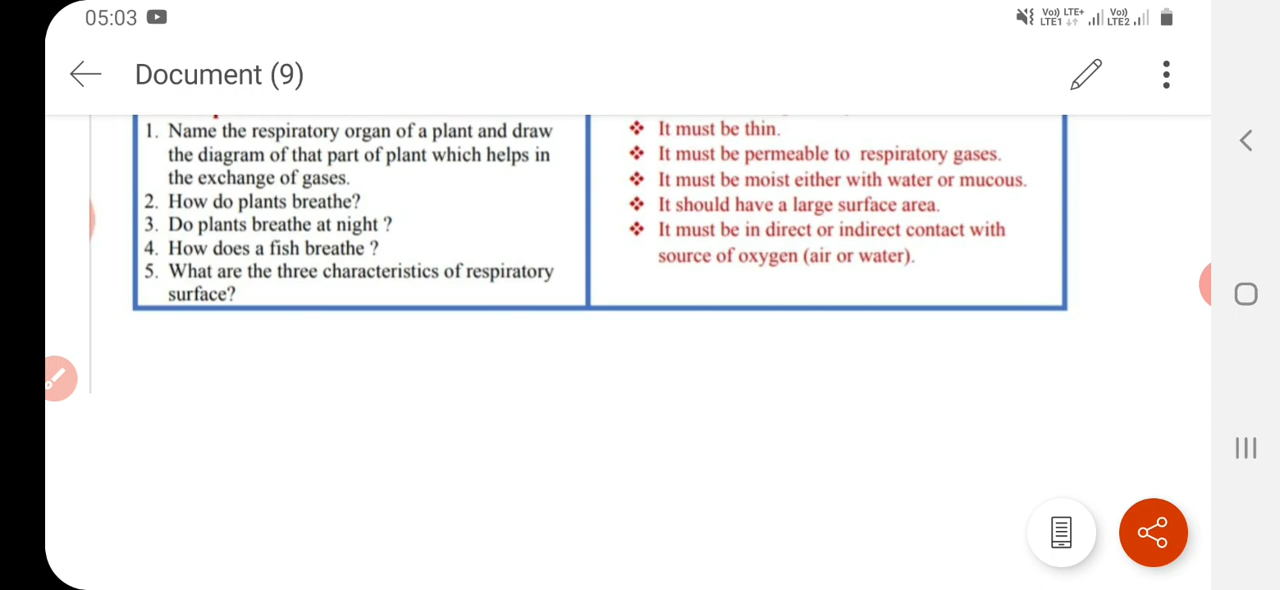 05:03
Vo)) LTE+
LTE1
Vo))
LTE2
Document (9)
1. Name the respiratory organ of a plant and draw
the diagram of that part of plant which helps in
the exchange of gases.
2. How do plants breathe?
3. Do plants breathe at night ?
4. How does a fish breathe ?
5. What are the three characteristics of respiratory
surface?
❖ It must be thin.
❖ It must be permeable to respiratory gases.
❖ It must be moist either with water or mucous.
❖ It should have a large surface area.
❖ It must be in direct or indirect contact with
source of oxygen (air or water).